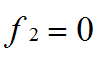 f₂ = 0